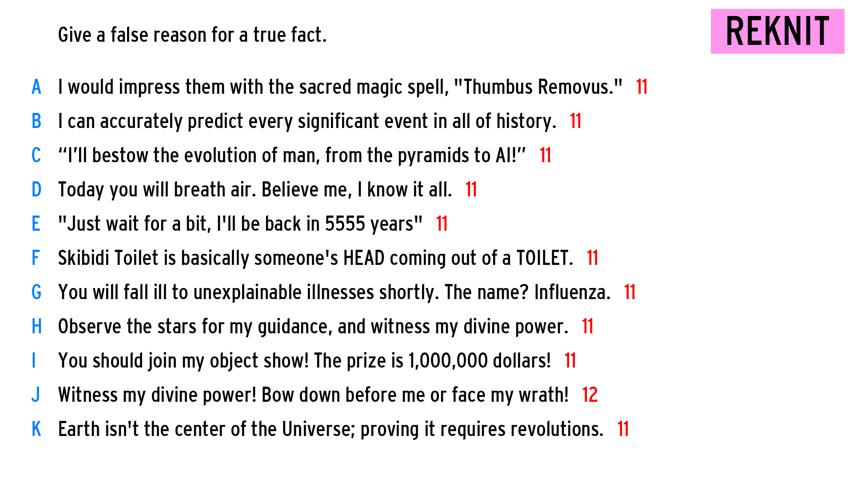 Give a false reason for a true fact.
REKNIT
A I would impress them with the sacred magic spell, "Thumbus Removus." 11
B I can accurately predict every significant event in all of history. 11
C “I’ll bestow the evolution of man, from the pyramids to AI!” 11
D Today you will breath air. Believe me, I know it all. 11
E "Just wait for a bit, I'll be back in 5555 years" 11
F Skibidi Toilet is basically someone's HEAD coming out of a TOILET. 11
G You will fall ill to unexplainable illnesses shortly. The name? Influenza. 11
H Observe the stars for my guidance, and witness my divine power. 11
I You should join my object show! The prize is 1,000,000 dollars! 11
J Witness my divine power! Bow down before me or face my wrath! 12
K Earth isn't the center of the Universe; proving it requires revolutions. 11